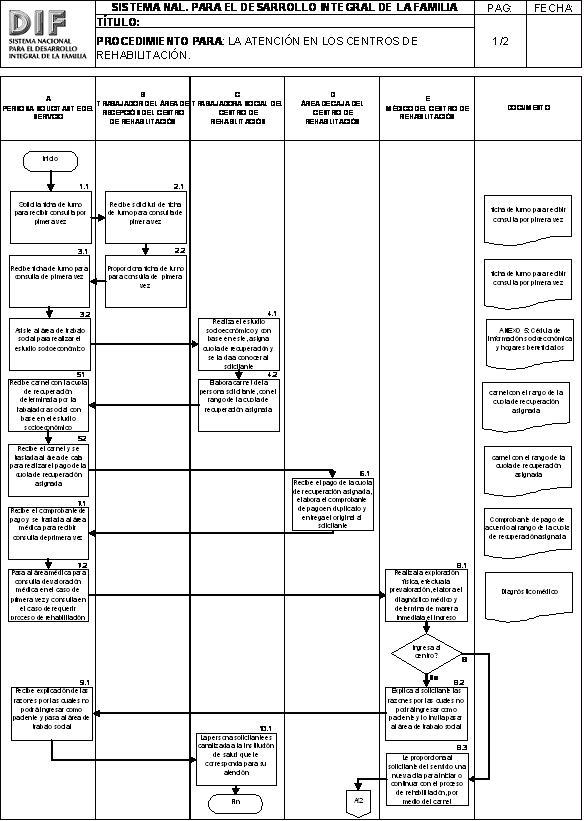 SISTEMA NAL. PARA EL DESARROLLO INTEGRAL DE LA FAMILIA
PAG:
FECHA:
DIF
SISTEMA NACIONAL
PARA EL DESARROLLO
INTEGRAL DE LA FAMILIA
TÍTULO:
PROCEDIMIENTO PARA: LA ATENCIÓN EN LOS CENTROS DE
REHABILITACIÓN.
1/2
A
PERSONA SOLICITANTE DEL
SERVICIO
B
TRABAJADOR DEL ÁREA DE
RECEPCIÓN DEL CENTRO
DE REHABILITACIÓN
C
TRABAJADORA SOCIAL DEL
CENTRO DE
REHABILITACIÓN
D
ÁREA DE CAJA DEL
CENTRO DE
REHABILITACIÓN
E
MÉDICO DEL CENTRO DE
REHABILITACIÓN
DOCUMENTO
Inicio
1.1
Solicita ficha de turno
para recibir consulta por
primera vez
2.1
Recibe solicitud de ficha
de turno para consulta de
primera vez
ficha de turno para recibir
consulta por primera vez
3.1
Recibe ficha de turno para
consulta de primera vez
2.2
Proporciona ficha de turno
para consulta de primera
vez
ficha de turno para recibir
consulta por primera vez
3.2
Asiste al área de trabajo
social para realizar el
estudio socioeconómico
4.1
Realiza el estudio
socioeconómico y con
base en este, asigna
cuota de recuperación y
se la da a conocer al
solicitante
ANEXO 5: Cédula de
información socioeconómica
y hogares beneficiados
5.1
Recibe carnet con la cuota
de recuperación
determinada por la
trabajadora social con
base en el estudio
socioeconómico
4.2
Elabora carnet de la
persona solicitante, con el
rango de la cuota de
recuperación asignada
carnet con el rango de la
cuota de recuperación
asignada
5.2
Recibe el carnet y se
traslada al área de caja
para realizar el pago de la
cuota de recuperación
asignada
6.1
Recibe el pago de la cuota
de recuperación asignada,
elabora el comprobante
de pago en duplicado y
entrega el original al
solicitante
carnet con el rango de la
cuota de recuperación
asignada
7.1
Recibe el comprobante de
pago y se traslada al área
médica para recibir
consulta de primera vez
Comprobante de pago de
acuerdo al rango de la cuota
de recuperación asignada
7.2
Pasa al área médica para
consulta de valoración
médica en el caso de
primera vez y consulta en
el caso de requerir
proceso de rehabilitación
8.1
Realiza la exploración
física, efectúa la
prevaloración, elabora el
diagnóstico médico y
determina de manera
inmediata el ingreso
Diagnóstico médico
Ingresa al
centro?
No
9.1
Recibe explicación de las
razones por las cuales no
podrá ingresar como
paciente y pasa al área de
trabajo social
8.2
Explica al solicitante las
razones por las cuales no
podrá ingresar como
paciente y lo invita pasar
al área de trabajo social
10.1
La persona solicitante es
canalizada a la institución
de salud que le
corresponda para su
atención
8.3
Le proporciona al
solicitante del servicio una
nueva cita para iniciar o
continuar con el proceso
de rehabilitación, por
medio del carnet
Fin
A/2